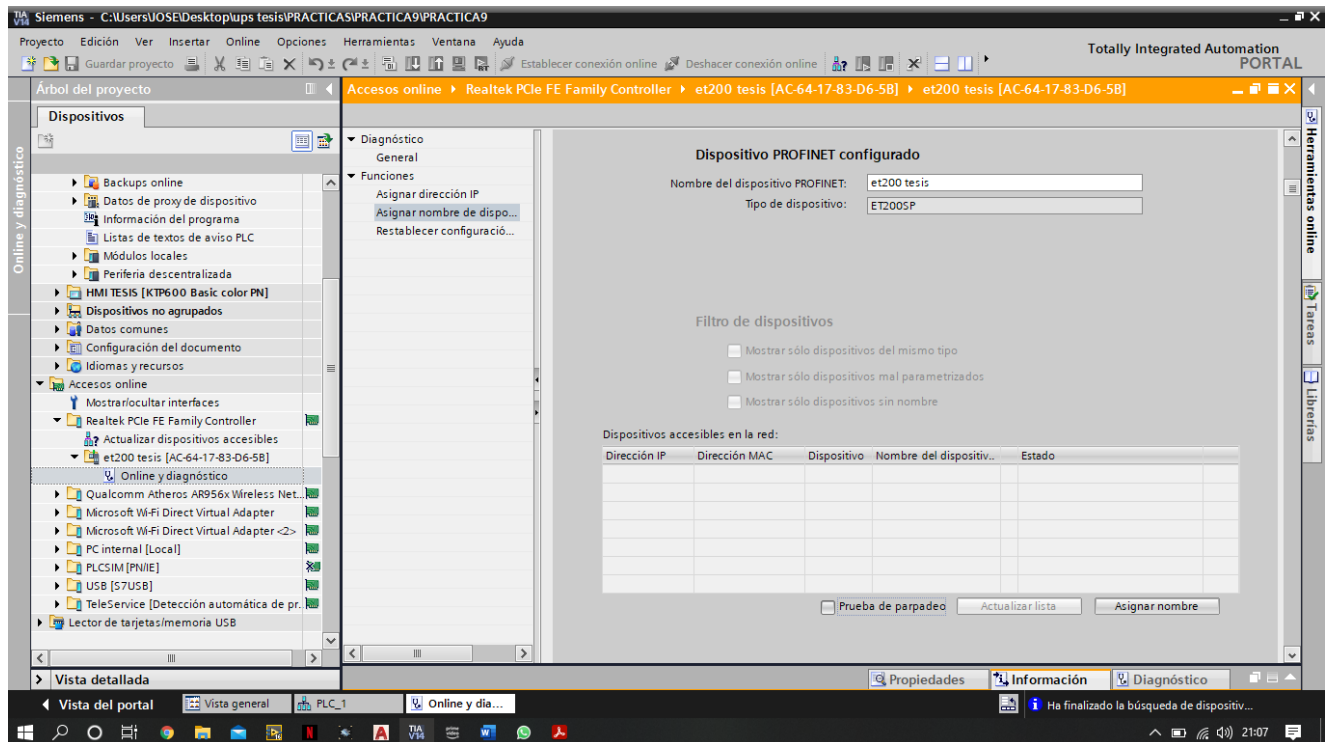 TIA V14 Siemens - C:\Users\JOSE\Desktop\ups tesis\PRACTICAS\PRACTICA9\PRACTICA9
Proyecto Edición Ver Insertar Online Opciones Herramientas Ventana Ayuda
Totally Integrated Automation
PORTAL
Guardar proyecto
Establecer conexión online
Deshacer conexión online
Árbol del proyecto
Accesos online Realtek PCIe FE Family Controller et200 tesis [AC-64-17-83-D6-5B] et200 tesis [AC-64-17-83-D6-5B]
Dispositivos
Online y diagnóstico
Backups online
Datos de proxy de dispositivo
Información del programa
Listas de textos de aviso PLC
Módulos locales
Periferia descentralizada
HMI TESIS [KTP600 Basic color PN]
Dispositivos no agrupados
Datos comunes
Configuración del documento
Idiomas y recursos
Accesos online
Mostrar/ocultar interfaces
Realtek PCIe FE Family Controller
Actualizar dispositivos accesibles
et200 tesis [AC-64-17-83-D6-5B]
Online y diagnóstico
Qualcomm Atheros AR956x Wireless Net...
Microsoft Wi-Fi Direct Virtual Adapter
Microsoft Wi-Fi Direct Virtual Adapter <2>
PC internal [Local]
PLCSIM [PN/IE]
USB [S7USB]
TeleService [Detección automática de pr...
Lector de tarjetas/memoria USB
Vista detallada
Diagnóstico
General
Funciones
Asignar dirección IP
Asignar nombre de dispo...
Restablecer configuració...
Dispositivo PROFINET configurado
Nombre del dispositivo PROFINET: et200 tesis
Tipo de dispositivo: ET200SP
Filtro de dispositivos
Mostrar sólo dispositivos del mismo tipo
Mostrar sólo dispositivos mal parametrizados
Mostrar sólo dispositivos sin nombre
Dispositivos accesibles en la red:
Dirección IP Dirección MAC Dispositivo Nombre del dispositiv... Estado
Prueba de parpadeo Actualizar lista Asignar nombre
Herramientas online
Tareas
Librerías
Propiedades Información Diagnóstico
Vista del portal Vista general PLC_1 Online y dia...
Ha finalizado la búsqueda de dispositiv...
21:07